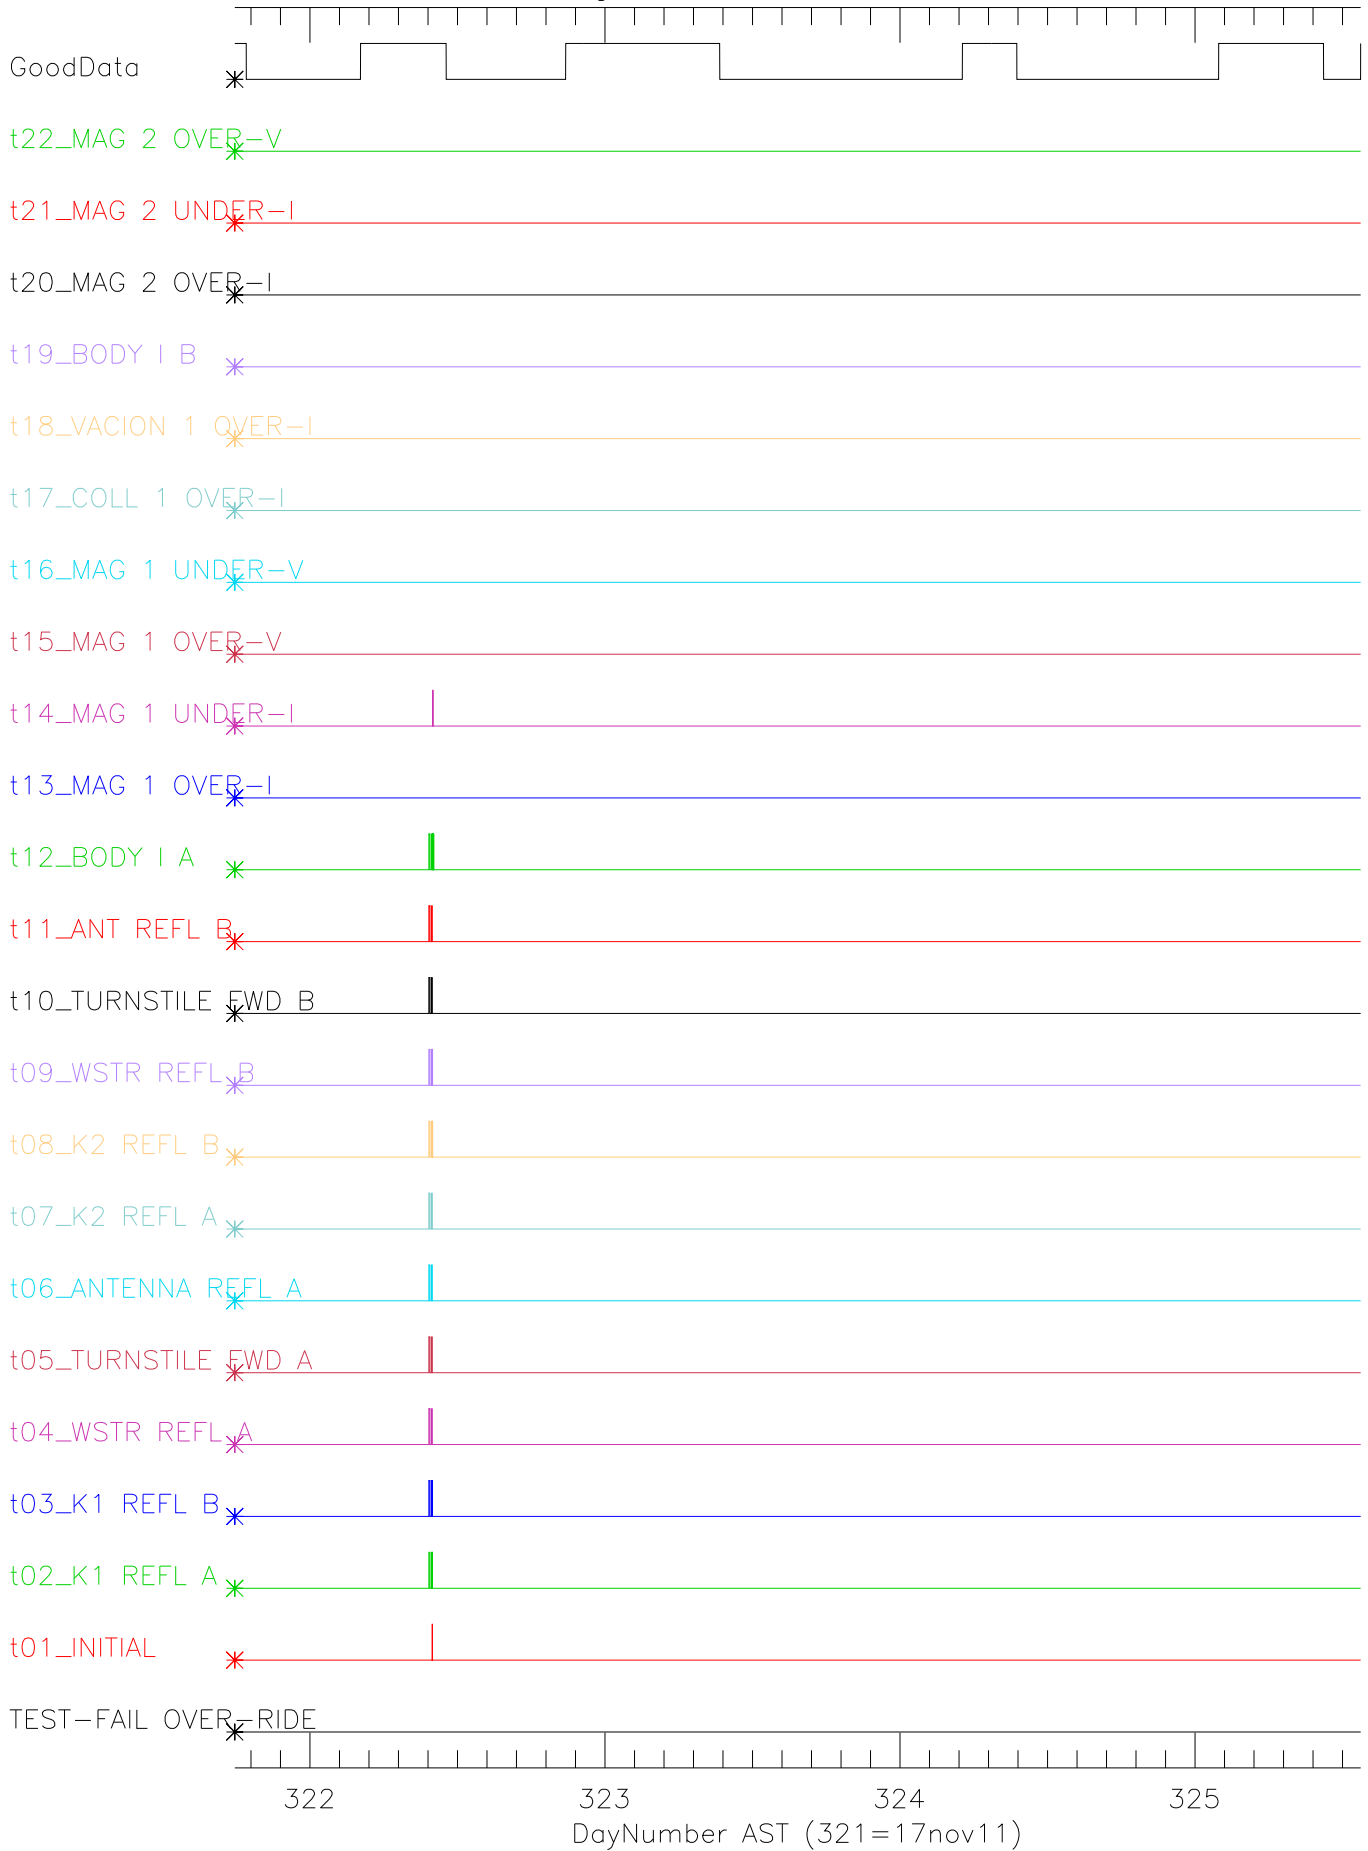 GoodData
t22_MAG 2 OVER-V
t21_MAG 2 UNDER-I
t20_MAG 2 OVER-I
t19_BODY I B
t18_VACION 1 OVER-I
t17_COLL 1 OVER-I
t16_MAG 1 UNDER-V
t15_MAG 1 OVER-V
t14_MAG 1 UNDER-I
t13_MAG 1 OVER-I
t12_BODY I A
t11_ANT REFL B
t10_TURNSTILE FWD B
t09_WSTR REFL B
t08_K2 REFL B
t07_K2 REFL A
t06_ANTENNA REFL A
t05_TURNSTILE FWD A
t04_WSTR REFL A
t03_K1 REFL B
t02_K1 REFL A
t01_INITIAL
TEST-FAIL OVER-RIDE
322 323 324 325
DayNumber AST (321=17nov11)